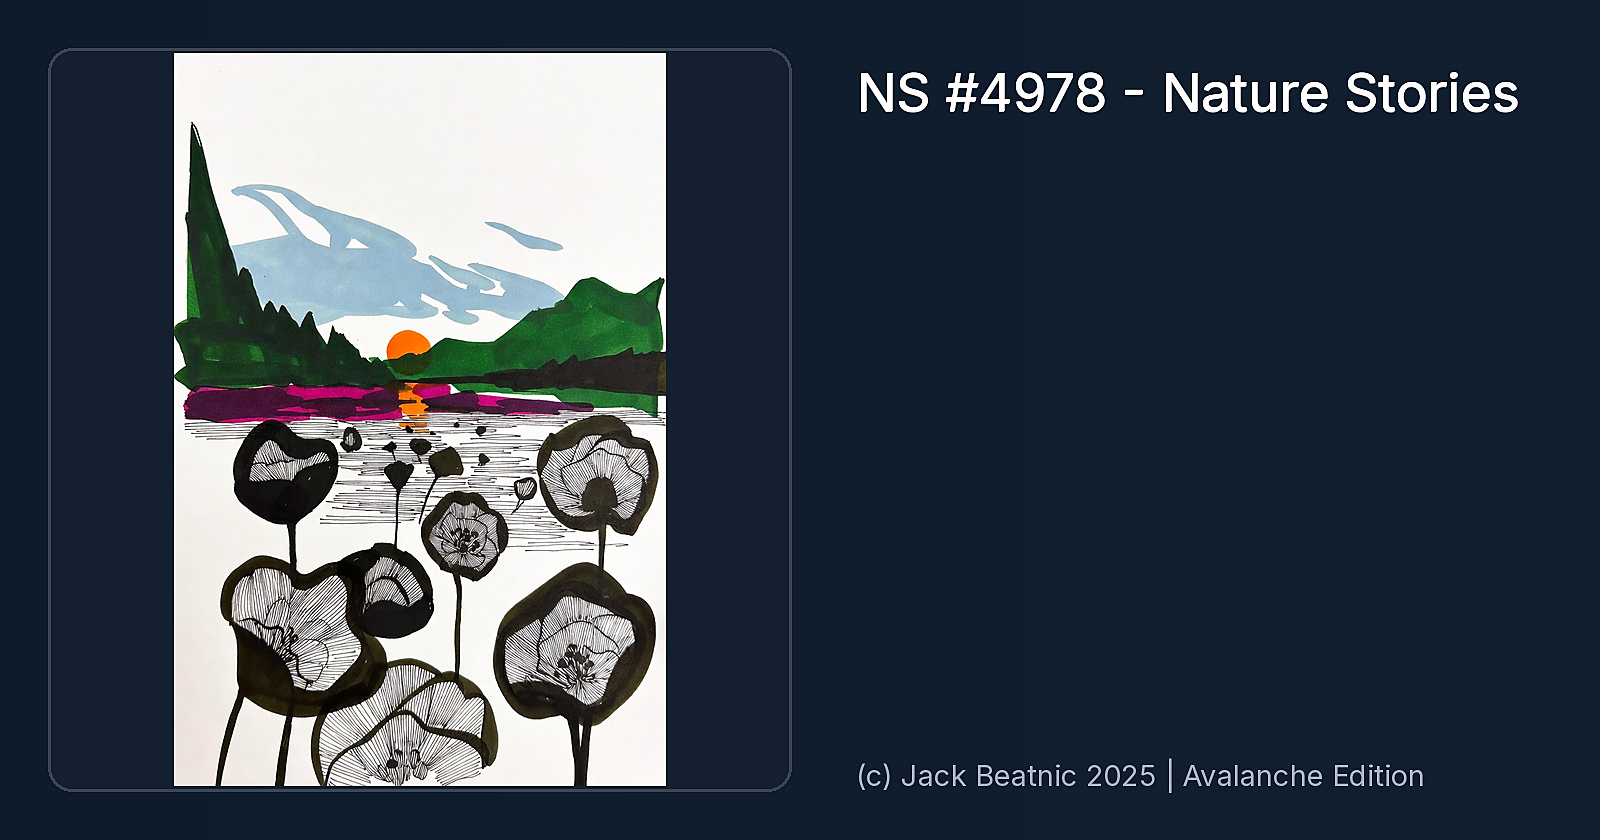 NS #4978 - Nature Stories
(c) Jack Beatnic 2025 | Avalanche Edition